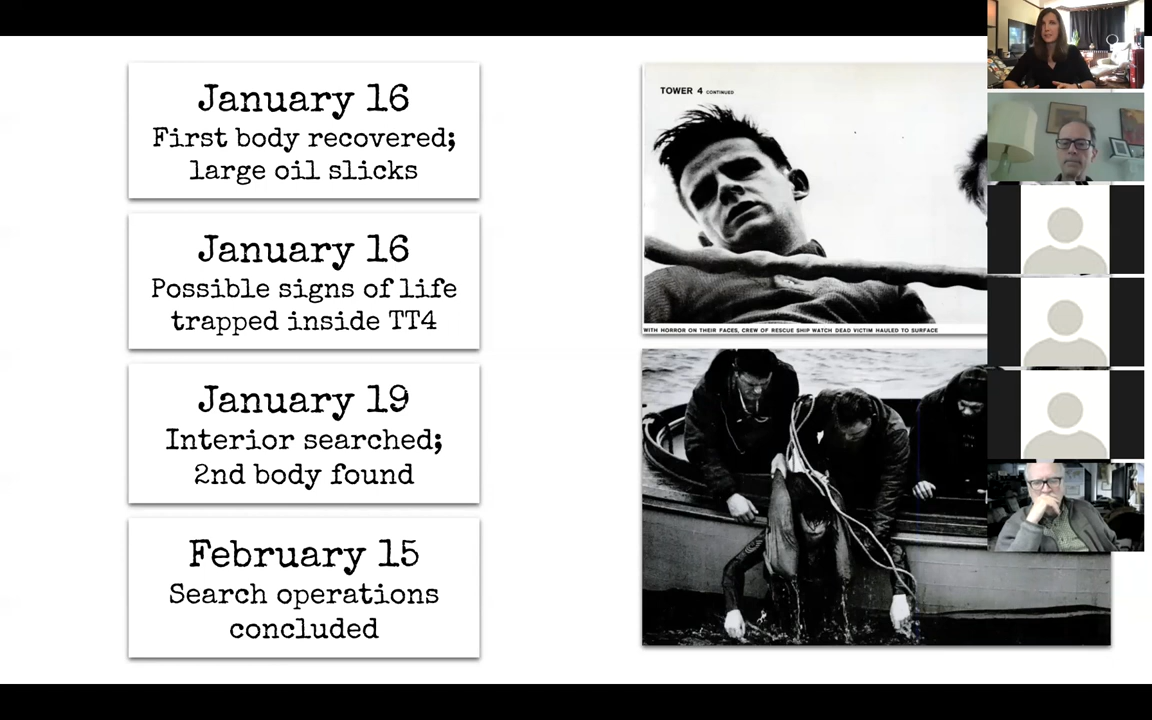 January 16
First body recovered;
large oil slicks
January 16
Possible signs of life
trapped inside TT4
January 19
Interior searched;
2nd body found
February 15
Search operations
concluded
TOWER 4 CONTINUED
WITH HORROR ON THEIR FACES, CREW OF RESCUE SHIP WATCH DEAD VICTIM HAULED TO SURFACE